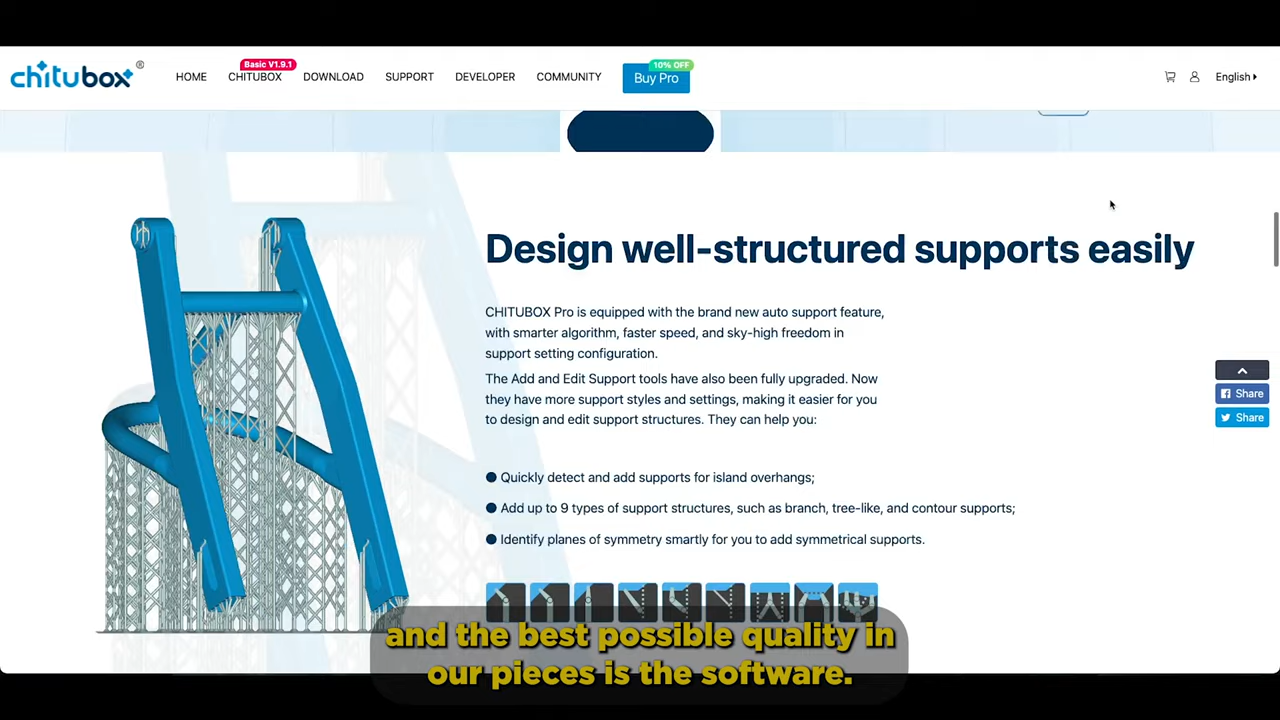 chitubox®
HOME
Basic V1.9.1
CHITUBOX
DOWNLOAD
SUPPORT
DEVELOPER
COMMUNITY
10% OFF
Buy Pro
English
Design well-structured supports easily
CHITUBOX Pro is equipped with the brand new auto support feature,
with smarter algorithm, faster speed, and sky-high freedom in
support setting configuration.
The Add and Edit Support tools have also been fully upgraded. Now
they have more support styles and settings, making it easier for you
to design and edit support structures. They can help you:
Share
Share
● Quickly detect and add supports for island overhangs;
● Add up to 9 types of support structures, such as branch, tree-like, and contour supports;
● Identify planes of symmetry smartly for you to add symmetrical supports.
and the best possible quality in
our pieces is the software.